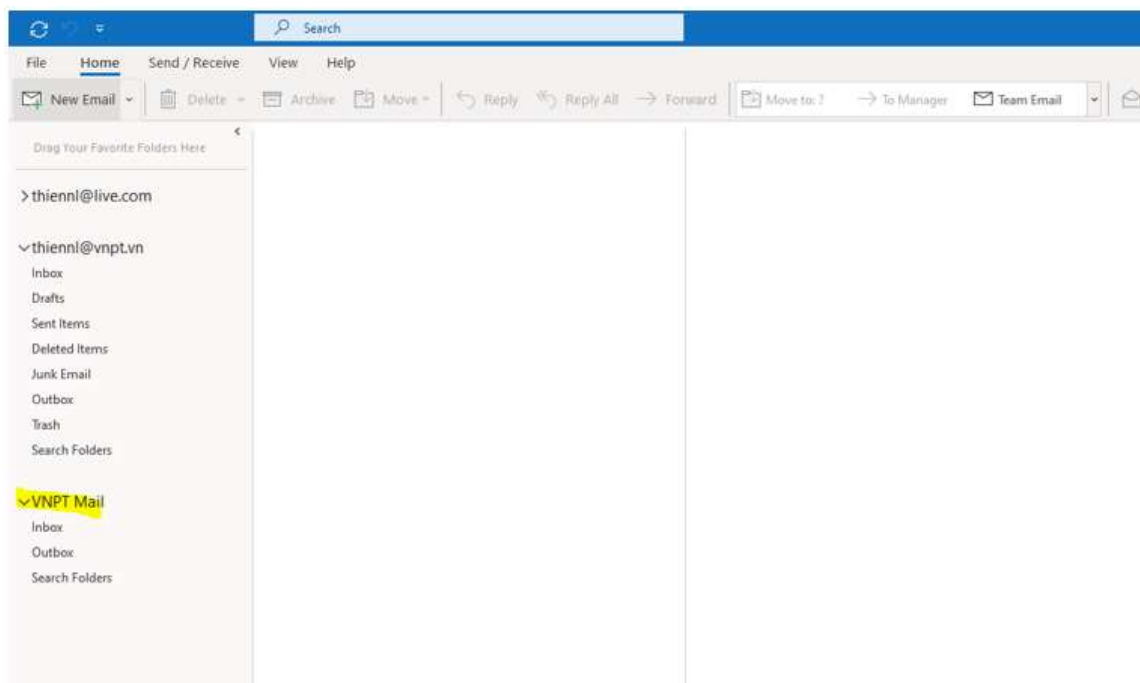 Search
File Home Send / Receive View Help
New Email Delete Archive Move Reply Reply All Forward Move to: ? To Manager Team Email
Drag Your Favorite Folders Here
thiennl@live.com
thiennl@vnpt.vn
Inbox
Drafts
Sent Items
Deleted Items
Junk Email
Outbox
Trash
Search Folders
VNPT Mail
Inbox
Outbox
Search Folders